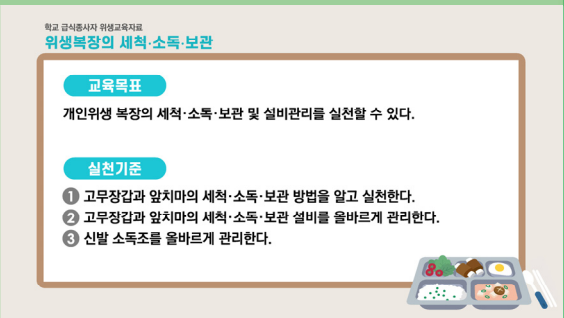 학교 급식종사자 위생교육자료
위생복장의 세척·소독·보관
교육목표
개인위생 복장의 세척·소독·보관 및 설비관리를 실천할 수 있다.
실천기준
1 고무장갑과 앞치마의 세척·소독·보관 방법을 알고 실천한다.
2 고무장갑과 앞치마의 세척·소독·보관 설비를 올바르게 관리한다.
3 신발 소독조를 올바르게 관리한다.